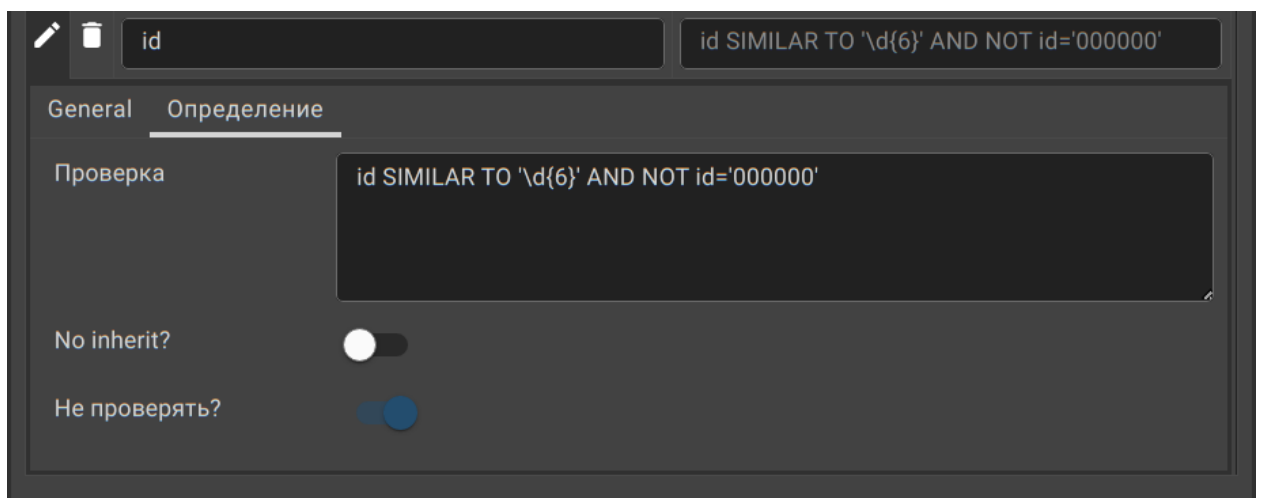 id
id SIMILAR TO '\d{6}' AND NOT id='000000'
General Определение
Проверка
id SIMILAR TO '\d{6}' AND NOT id='000000'
No inherit?
Не проверять?